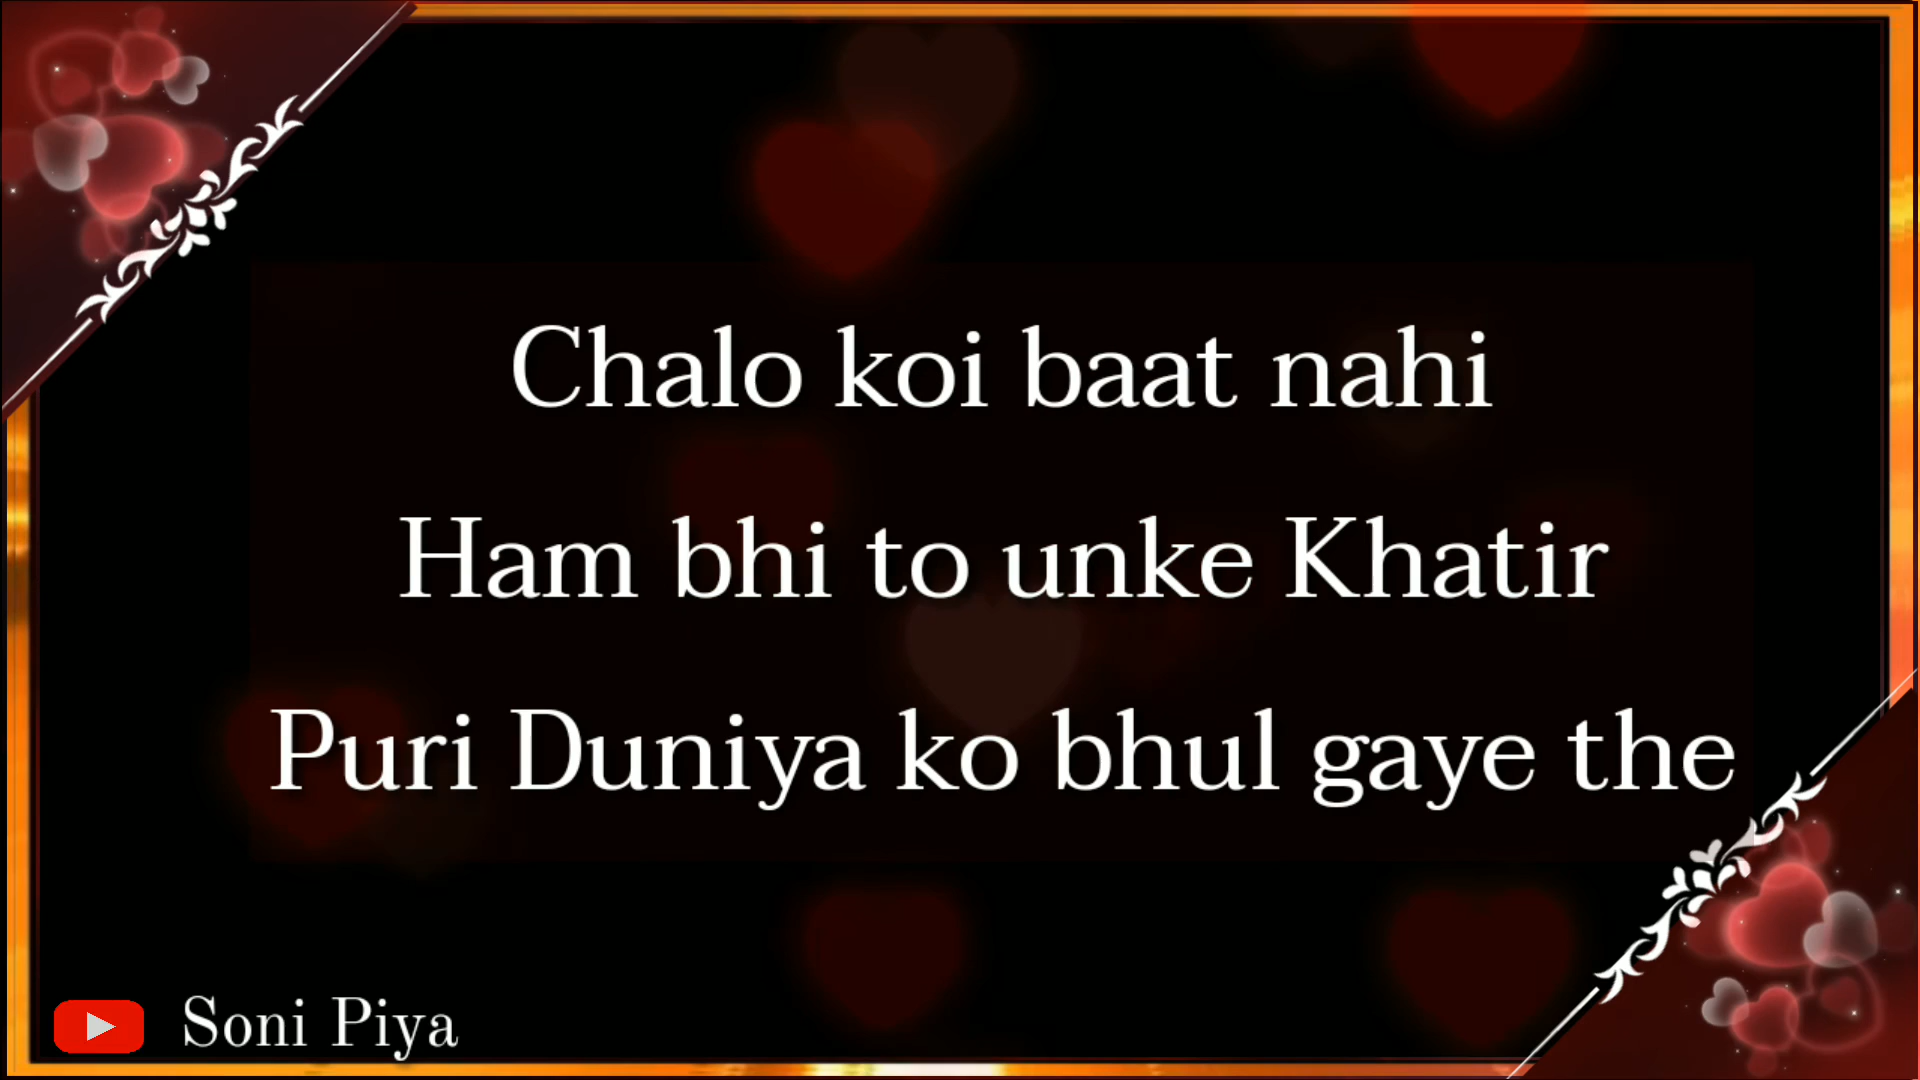 Chalo koi baat nahi
Ham bhi to unke Khatir
Puri Duniya ko bhul gaye the
Soni Piya